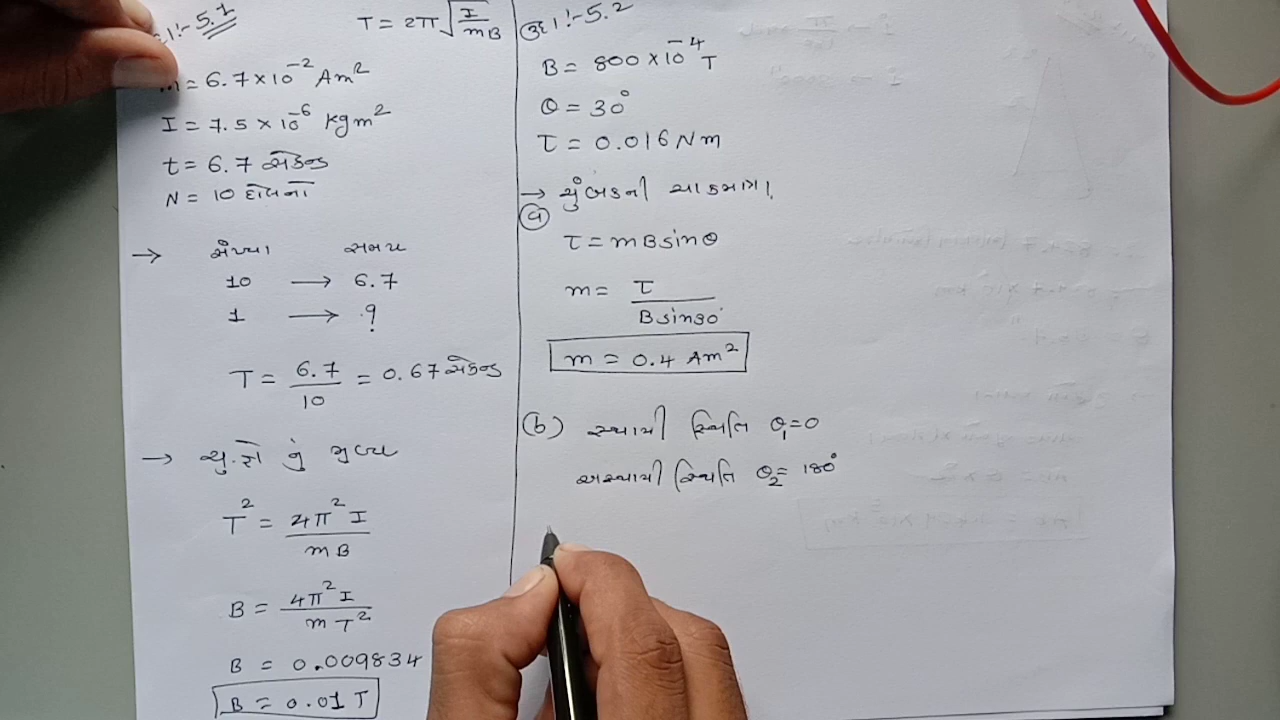 5.1 T = 2π√(I/mB)
m = 6.7 × 10⁻² Am²
I = 7.5 × 10⁻⁶ kgm²
t = 6.7 સેકન્ડ
N = 10 દોલનો
→ સંખ્યા સમય
10 → 6.7
1 → ?
T = 6.7/10 = 0.67 સેકન્ડ
→ ચુ.ક્ષે નું મુલ્ય
T² = 4π²I/mB
B = 4π²I/mT²
B = 0.009834
B = 0.01 T
ઉદા:- 5.2
B = 800 × 10⁻⁴ T
θ = 30°
τ = 0.016 Nm
→ ચુંબકની ચાકમાત્રા
(a)
τ = mBsinθ
m = τ/Bsin30°
m = 0.4 Am²
(b) સ્થાયી સ્થિતિ θ₁=0
અસ્થાયી સ્થિતિ θ₂= 180°